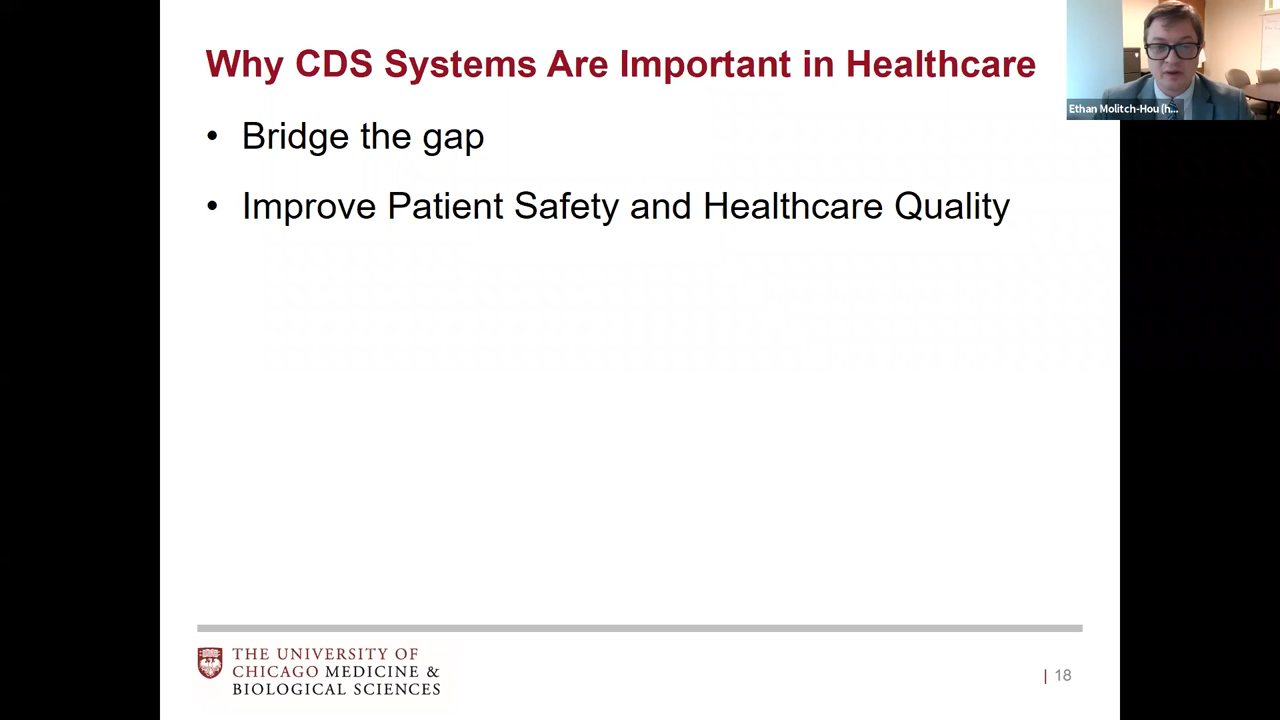 Why CDS Systems Are Important in Healthcare
Ethan Molitch-Hou (h...
• Bridge the gap
• Improve Patient Safety and Healthcare Quality
THE UNIVERSITY OF
CHICAGO MEDICINE &
BIOLOGICAL SCIENCES
| 18